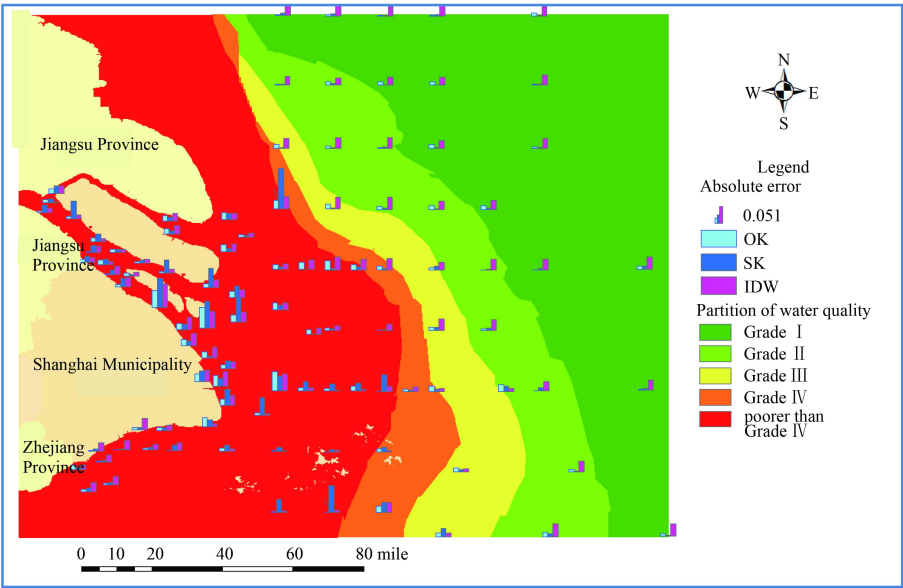 N
W E
S
Jiangsu Province
Jiangsu
Province
Shanghai Municipality
Zhejiang
Province
0 10 20 40 60 80 mile
Legend
Absolute error
0.051
OK
SK
IDW
Partition of water quality
Grade Ⅰ
Grade Ⅱ
Grade Ⅲ
Grade Ⅳ
poorer than
Grade Ⅳ